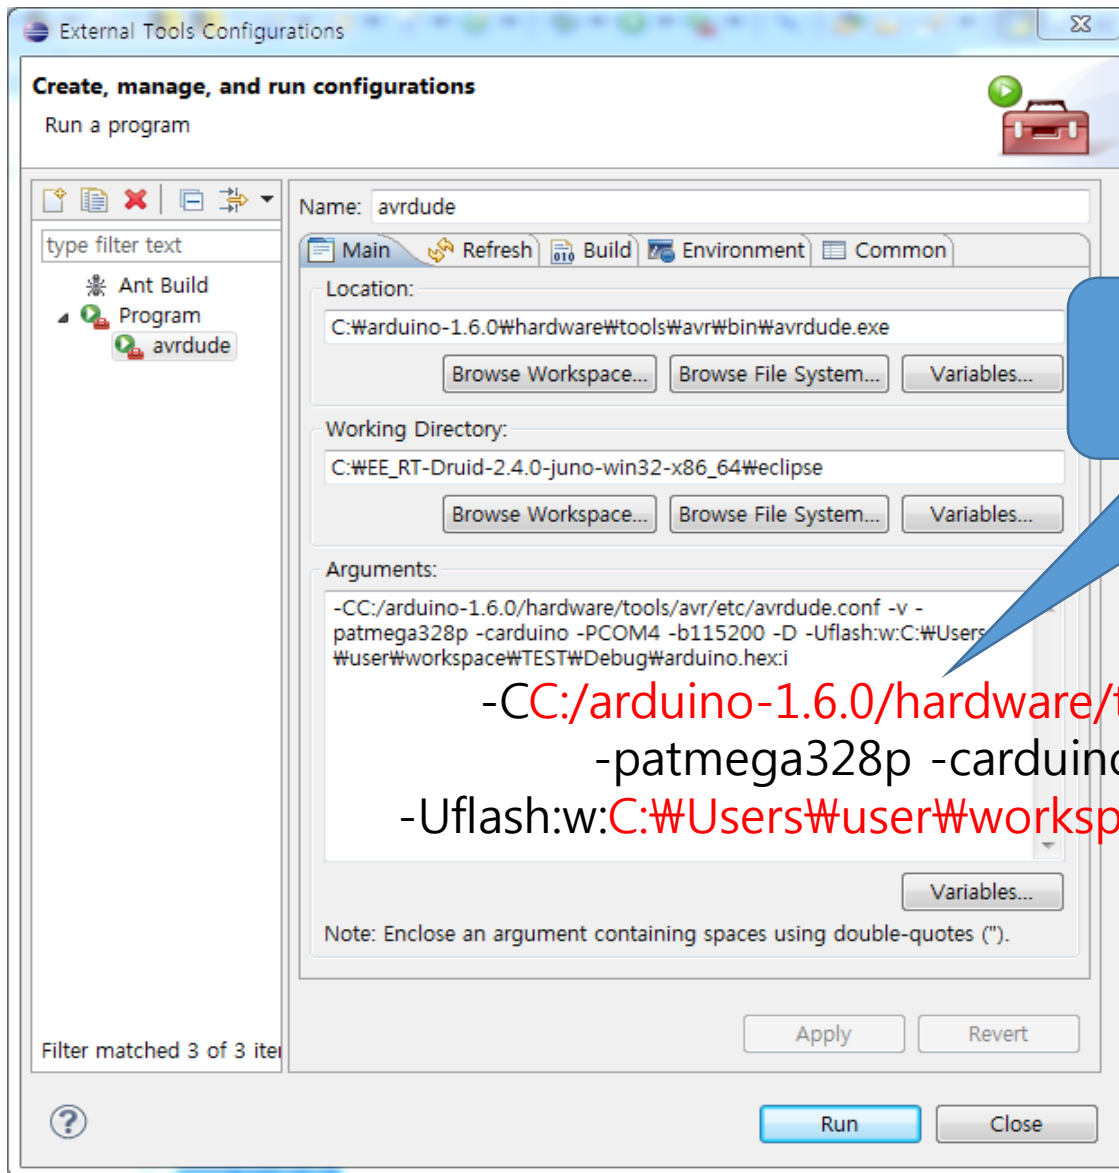 External Tools Configurations
Create, manage, and run configurations
Run a program
type filter text
Ant Build
Program
avrdude
Filter matched 3 of 3 iter
Name: avrdude
Main Refresh Build Environment Common
Location:
C:₩arduino-1.6.0₩hardware₩tools₩avr₩bin₩avrdude.exe
Browse Workspace... Browse File System... Variables...
Working Directory:
C:₩EE_RT-Druid-2.4.0-juno-win32-x86_64₩eclipse
Browse Workspace... Browse File System... Variables...
Arguments:
-CC:/arduino-1.6.0/hardware/tools/avr/etc/avrdude.conf -v -
patmega328p -carduino -PCOM4 -b115200 -D -Uflash:w:C:₩Users
₩user₩workspace₩TEST₩Debug₩arduino.hex:i
-CC:/arduino-1.6.0/hardware/
-patmega328p -carduino
-Uflash:w:C:₩Users₩user₩worksp
Variables...
Note: Enclose an argument containing spaces using double-quotes (").
Apply Revert
Run Close